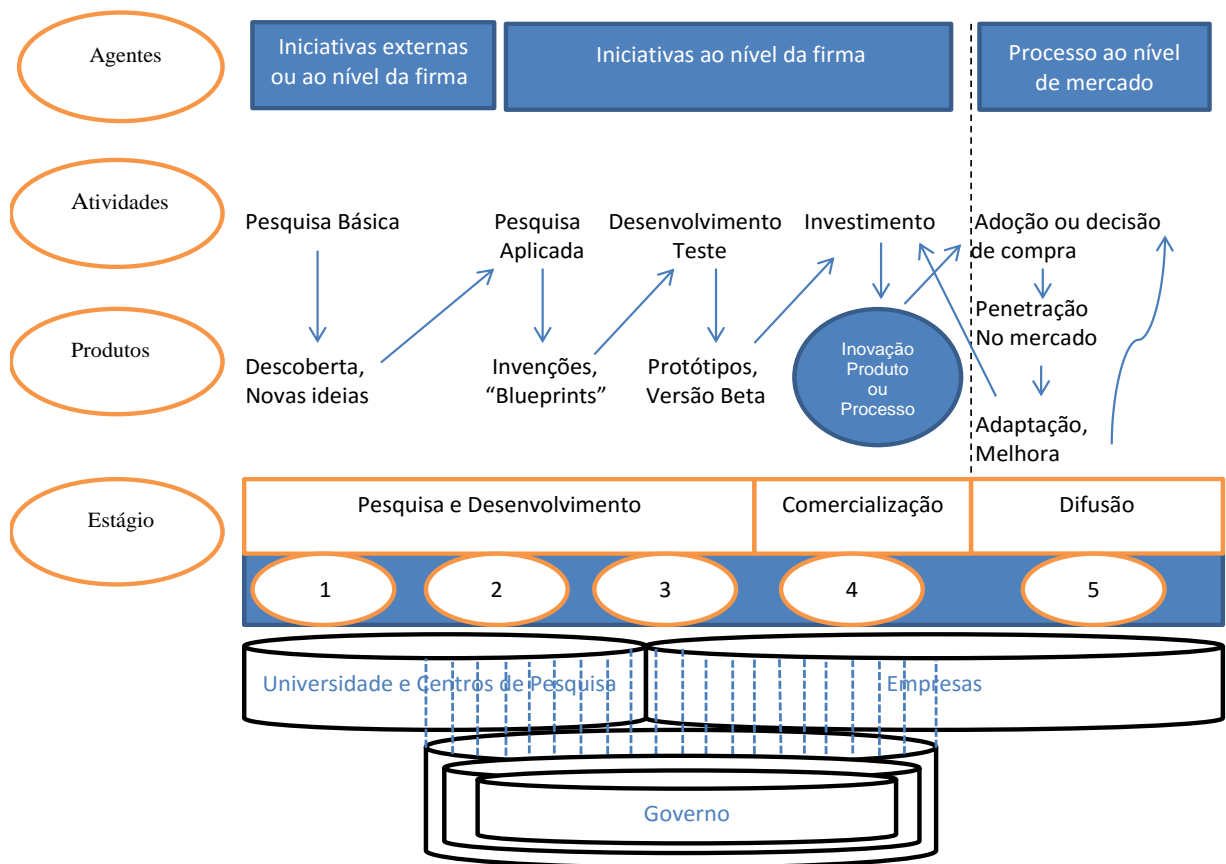 Agentes
Iniciativas externas
ou ao nível da firma
Iniciativas ao nível da firma
Processo ao nível
de mercado
Atividades
Pesquisa Básica
Pesquisa
Aplicada
Desenvolvimento
Teste
Investimento
Adoção ou decisão
de compra
Produtos
Descoberta,
Novas ideias
Invenções,
“Blueprints”
Protótipos,
Versão Beta
Inovação
Produto
ou
Processo
Penetração
No mercado
Adaptação,
Melhora
Estágio
Pesquisa e Desenvolvimento
Comercialização
Difusão
1
2
3
4
5
Universidade e Centros de Pesquisa
Empresas
Governo